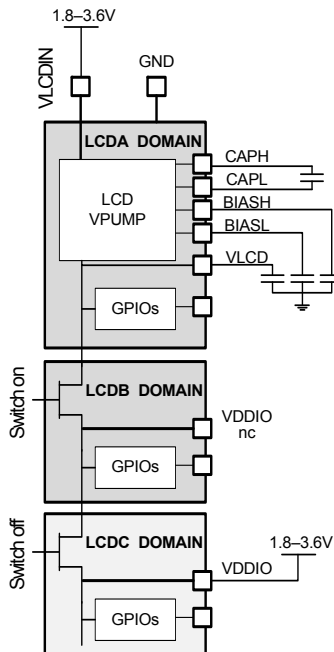 1.8–3.6V
VLCDIN
GND
LCDA DOMAIN
LCD
VPUMP
CAPH
CAPL
BIASH
BIASL
VLCD
GPIOs
Switch on
LCDB DOMAIN
VDDIO
nc
GPIOs
Switch off
LCDC DOMAIN
1.8–3.6V
VDDIO
GPIOs